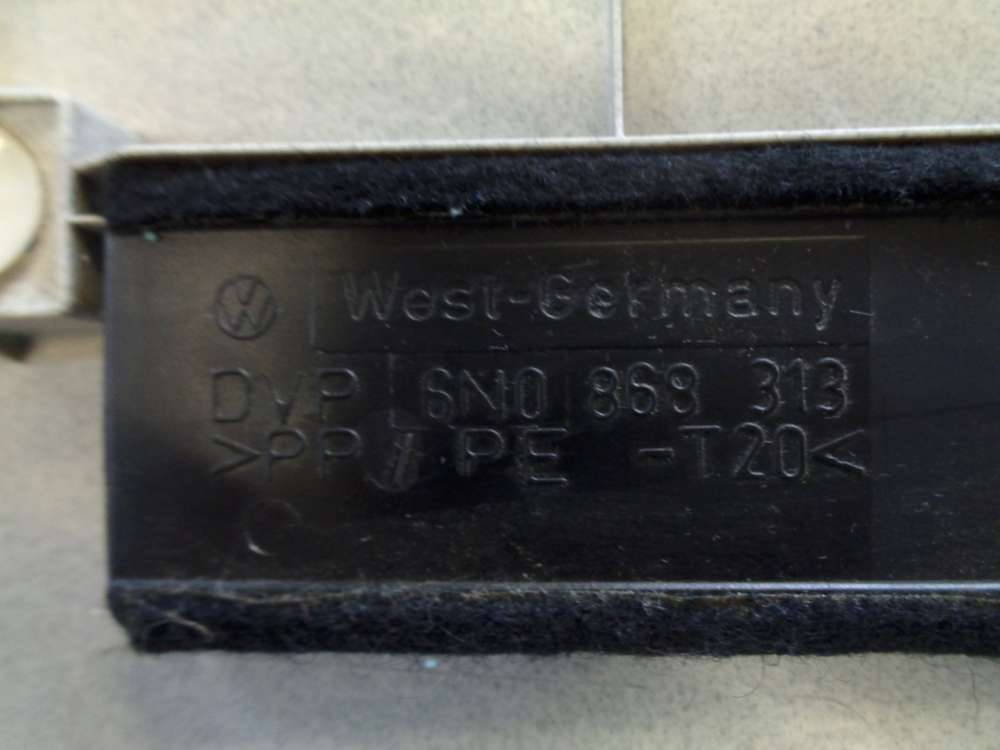 West-Germany
DVP 6N0 868 313
>PP/PE -T20<
C